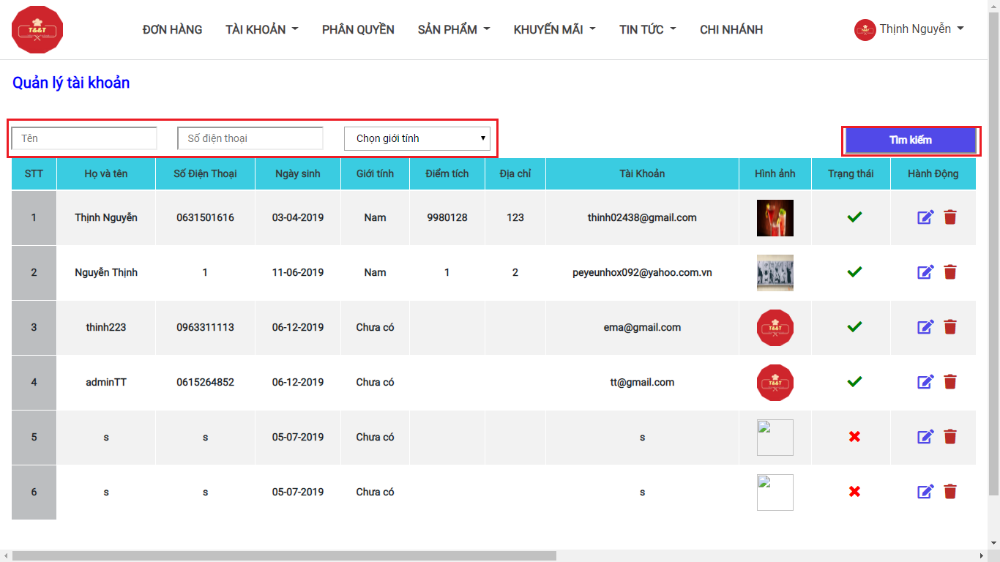 T&&T
ĐƠN HÀNG TÀI KHOẢN PHÂN QUYỀN SẢN PHẨM KHUYẾN MÃI TIN TỨC CHI NHÁNH
T&&T Thịnh Nguyễn
Quản lý tài khoản
Tên Số điện thoại Chọn giới tính Tìm kiếm
STT Họ và tên Số Điện Thoại Ngày sinh Giới tính Điểm tích Địa chỉ Tài Khoản Hình ảnh Trạng thái Hành Động
1 Thịnh Nguyễn 0631501616 03-04-2019 Nam 9980128 123 thinh02438@gmail.com
2 Nguyễn Thịnh 1 11-06-2019 Nam 1 2 peyeunhox092@yahoo.com.vn
3 thinh223 0963311113 06-12-2019 Chưa có ema@gmail.com T&&T
4 adminTT 0615264852 06-12-2019 Chưa có tt@gmail.com T&&T
5 s s 05-07-2019 Chưa có s
6 s s 05-07-2019 Chưa có s